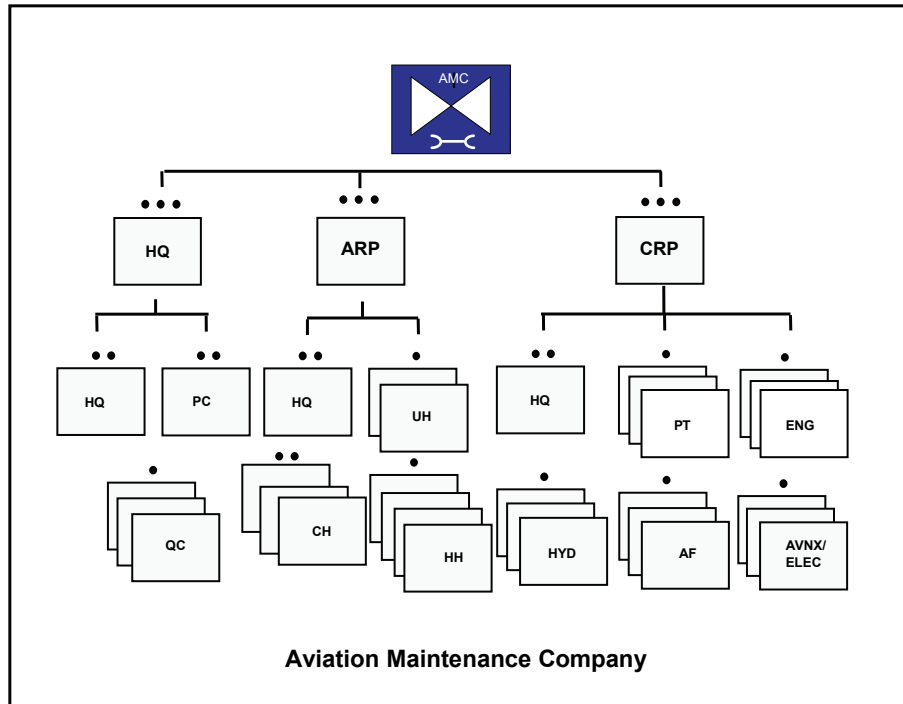 AMC
HQ
ARP
CRP
HQ
PC
HQ
UH
HQ
PT
ENG
QC
CH
HH
HYD
AF
AVNX/
ELEC
Aviation Maintenance Company